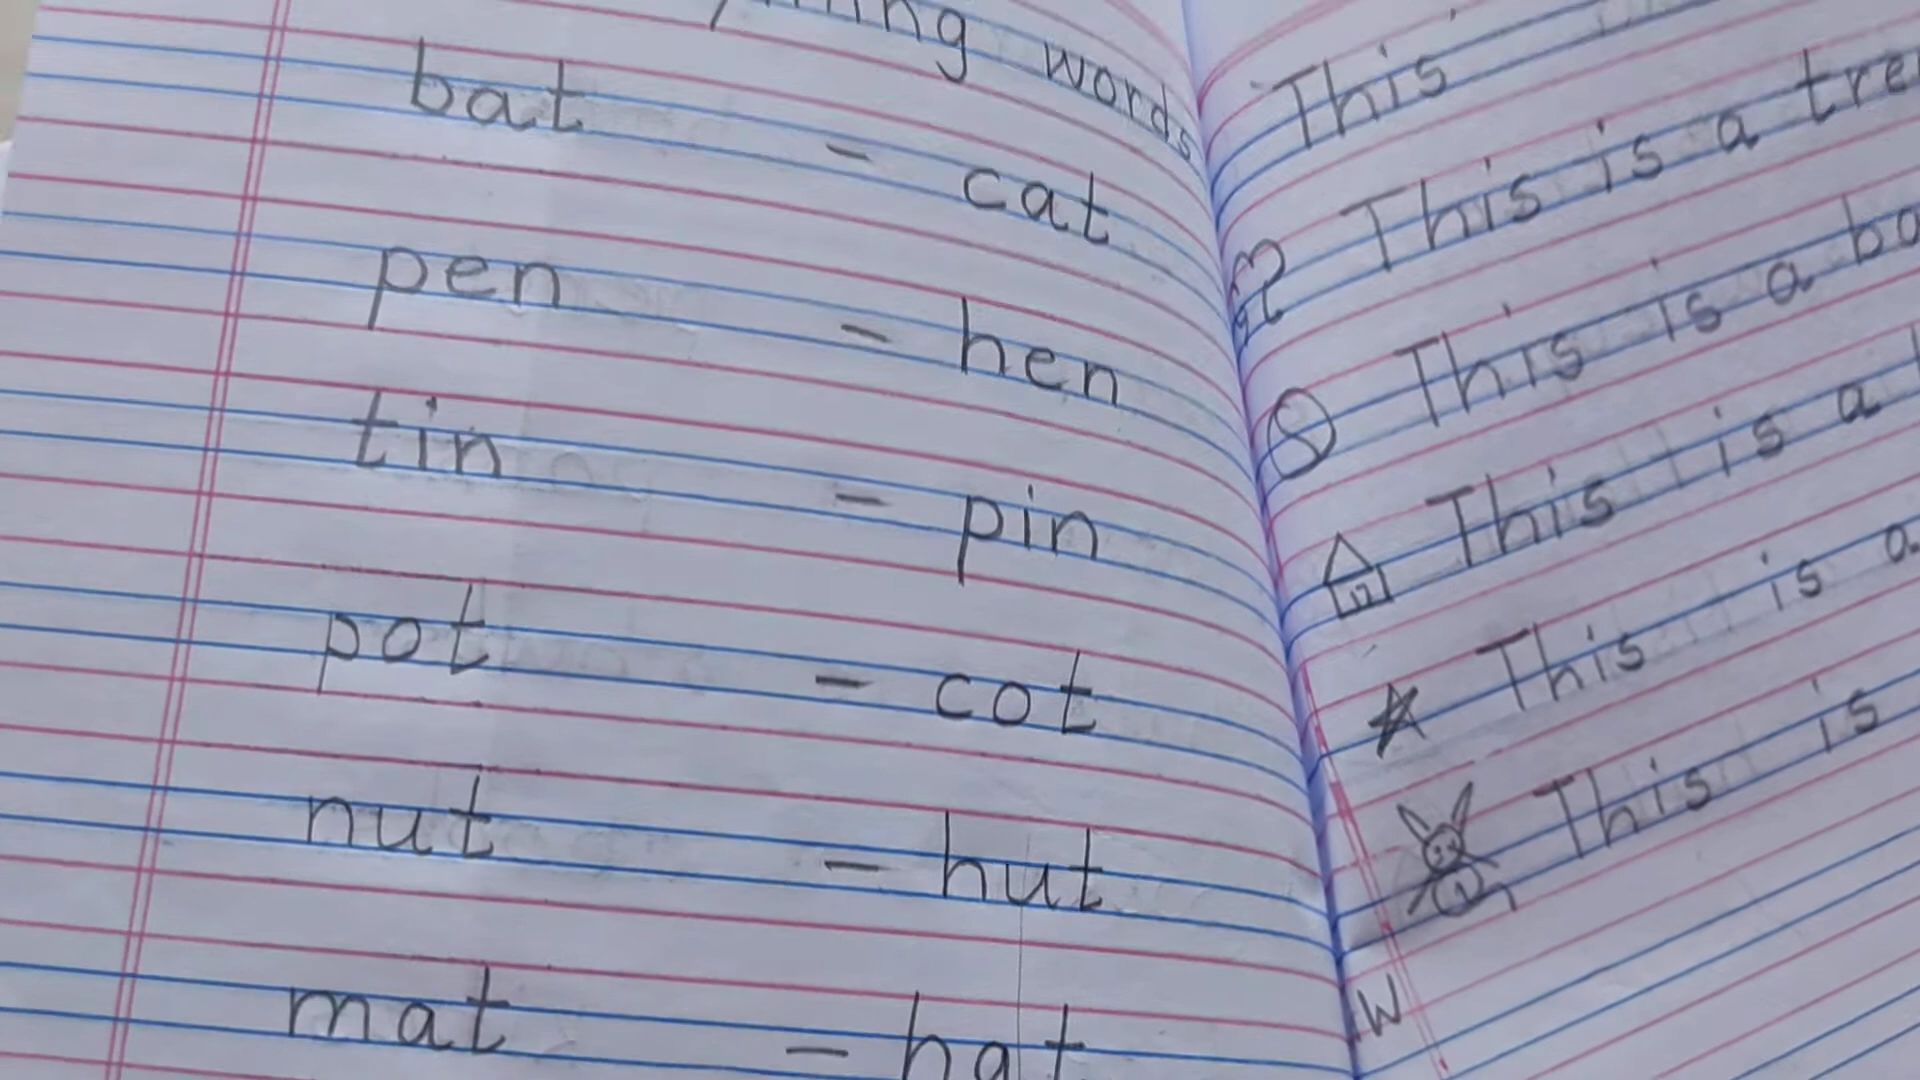 words
bat - cat
pen - hen
tin - pin
pot - cot
nut - hut
mat - hat
This
This is a
This is a
This is a
This is a
This is
W